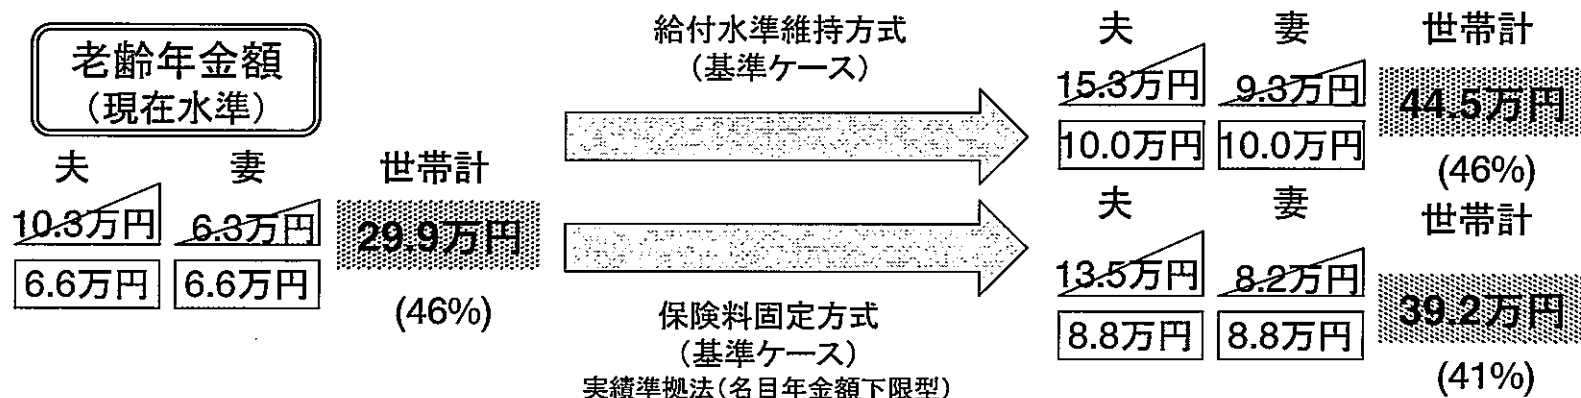 老齢年金額
(現在水準)
夫
妻
世帯計
10.3万円
6.3万円
29.9万円
6.6万円
6.6万円
(46%)
給付水準維持方式
(基準ケース)
保険料固定方式
(基準ケース)
実績準拠法(名目年金額下限型)
夫
妻
世帯計
15.3万円
9.3万円
44.5万円
10.0万円
10.0万円
(46%)
夫
妻
世帯計
13.5万円
8.2万円
39.2万円
8.8万円
8.8万円
(41%)